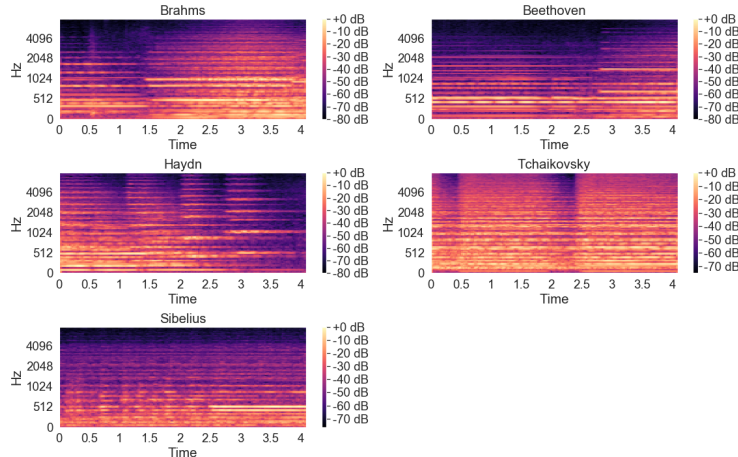 Brahms
Hz
4096
2048
1024
512
0
0 0.5 1 1.5 2 2.5 3 3.5 4
Time
+0 dB
-10 dB
-20 dB
-30 dB
-40 dB
-50 dB
-60 dB
-70 dB
-80 dB
Beethoven
Hz
4096
2048
1024
512
0
0 0.5 1 1.5 2 2.5 3 3.5 4
Time
+0 dB
-10 dB
-20 dB
-30 dB
-40 dB
-50 dB
-60 dB
-70 dB
-80 dB
Haydn
Hz
4096
2048
1024
512
0
0 0.5 1 1.5 2 2.5 3 3.5 4
Time
+0 dB
-10 dB
-20 dB
-30 dB
-40 dB
-50 dB
-60 dB
-70 dB
-80 dB
Tchaikovsky
Hz
4096
2048
1024
512
0
0 0.5 1 1.5 2 2.5 3 3.5 4
Time
+0 dB
-10 dB
-20 dB
-30 dB
-40 dB
-50 dB
-60 dB
-70 dB
Sibelius
Hz
4096
2048
1024
512
0
0 0.5 1 1.5 2 2.5 3 3.5 4
Time
+0 dB
-10 dB
-20 dB
-30 dB
-40 dB
-50 dB
-60 dB
-70 dB